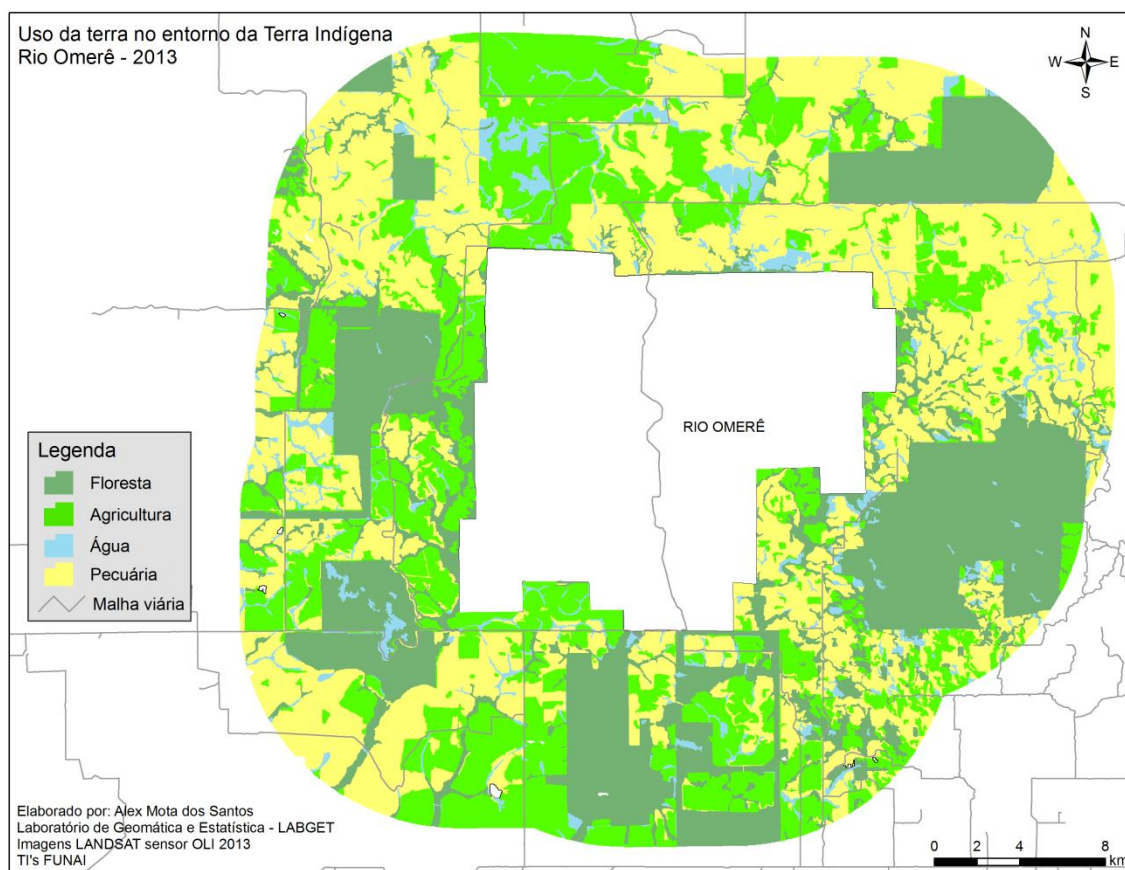 Uso da terra no entorno da Terra Indígena
Rio Omerê - 2013
N
W E
S
RIO OMERÊ
Legenda
Floresta
Agricultura
Água
Pecuária
Malha viária
Elaborado por: Alex Mota dos Santos
Laboratório de Geomática e Estatística - LABGET
Imagens LANDSAT sensor OLI 2013
TI's FUNAI
0 2 4 8
km